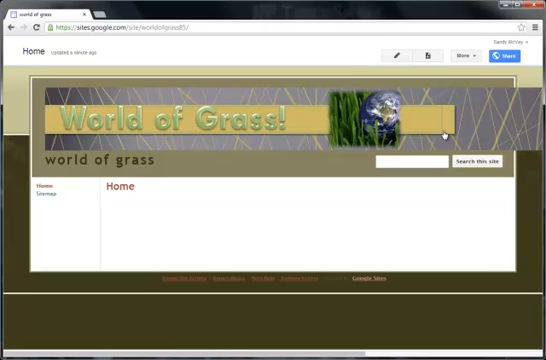 world of grass
https://sites.google.com/site/worldofgrass85/
Sandy McVey
Home
Updated a minute ago
More
Share
World of Grass!
world of grass
Search this site
Home
Sitemap
Home
Google Sites